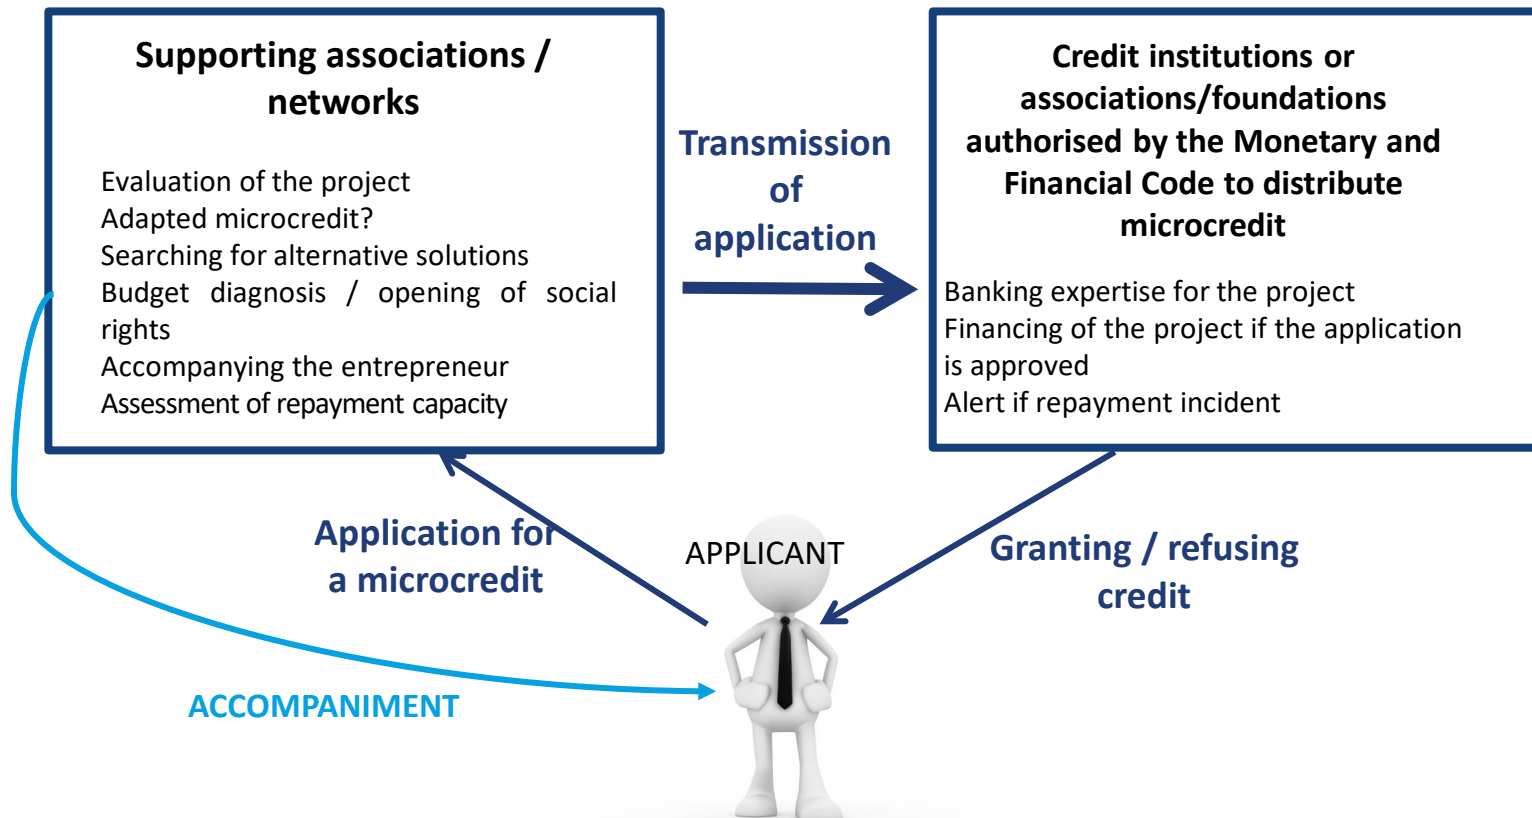 Supporting associations /
networks
Evaluation of the project
Adapted microcredit?
Searching for alternative solutions
Budget diagnosis / opening of social
rights
Accompanying the entrepreneur
Assessment of repayment capacity
Transmission
of
application
Credit institutions or
associations/foundations
authorised by the Monetary and
Financial Code to distribute
microcredit
Banking expertise for the project
Financing of the project if the application
is approved
Alert if repayment incident
Application for
a microcredit
APPLICANT
Granting / refusing
credit
ACCOMPANIMENT